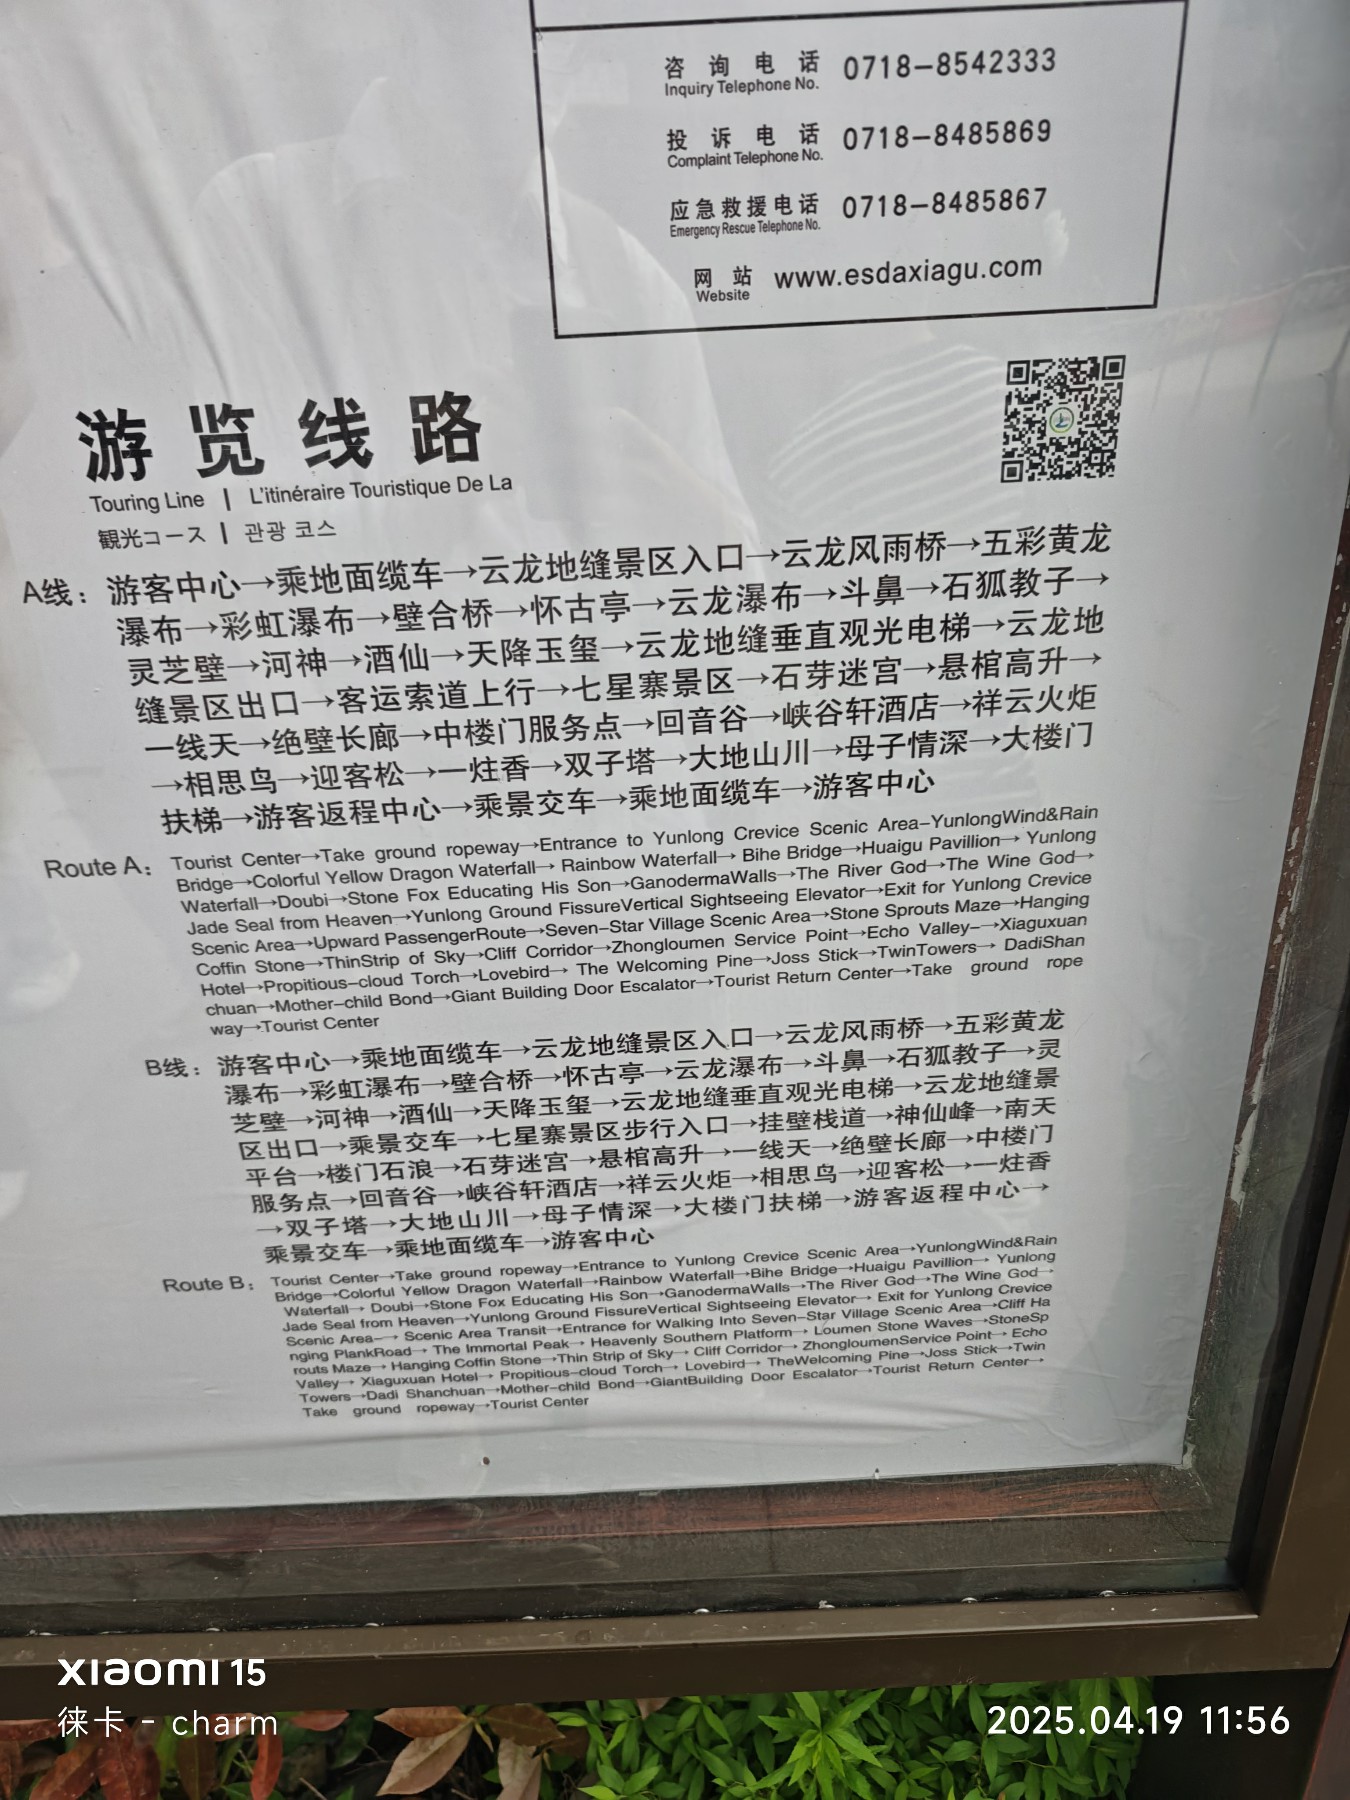 咨询电话 0718-8542333
Inquiry Telephone No.
投诉电话 0718-8485869
Complaint Telephone No.
应急救援电话 0718-8485867
Emergency Rescue Telephone No.
网站 www.esdaxiagu.com
Website
游览线路
Touring Line | L'itinéraire Touristique De La
観光コース | 관광 코스
A线：游客中心→乘地面缆车→云龙地缝景区入口→云龙风雨桥→五彩黄龙
瀑布→彩虹瀑布→壁合桥→怀古亭→云龙瀑布→斗鼻→石狐教子→
灵芝壁→河神→酒仙→天降玉玺→云龙地缝垂直观光电梯→云龙地
缝景区出口→客运索道上行→七星寨景区→石芽迷宫→悬棺高升→
一线天→绝壁长廊→中楼门服务点→回音谷→峡谷轩酒店→祥云火炬
→相思鸟→迎客松→一炷香→双子塔→大地山川→母子情深→大楼门
扶梯→游客返程中心→乘景交车→乘地面缆车→游客中心
Route A: Tourist Center→Take ground ropeway→Entrance to Yunlong Crevice Scenic Area-YunlongWind&Rain
Bridge→Colorful Yellow Dragon Waterfall→ Rainbow Waterfall→ Bihe Bridge→Huaigu Pavillion→ Yunlong
Waterfall→Doubi→Stone Fox Educating His Son→GanodermaWalls→The River God→The Wine God→
Jade Seal from Heaven→Yunlong Ground FissureVertical Sightseeing Elevator→Exit for Yunlong Crevice
Scenic Area→Upward PassengerRoute→Seven-Star Village Scenic Area→Stone Sprouts Maze→Hanging
Coffin Stone→ThinStrip of Sky→Cliff Corridor→Zhongloumen Service Point→Echo Valley-→Xiaguxuan
Hotel→Propitious-cloud Torch→Lovebird→ The Welcoming Pine→Joss Stick→TwinTowers→ DadiShan
chuan→Mother-child Bond→Giant Building Door Escalator→Tourist Return Center→Take ground rope
way→Tourist Center
B线：游客中心→乘地面缆车→云龙地缝景区入口→云龙风雨桥→五彩黄龙
瀑布→彩虹瀑布→壁合桥→怀古亭→云龙瀑布→斗鼻→石狐教子→灵
芝壁→河神→酒仙→天降玉玺→云龙地缝垂直观光电梯→云龙地缝景
区出口→乘景交车→七星寨景区步行入口→挂壁栈道→神仙峰→南天
平台→楼门石浪→石芽迷宫→悬棺高升→一线天→绝壁长廊→中楼门
服务点→回音谷→峡谷轩酒店→祥云火炬→相思鸟→迎客松→一炷香
→双子塔→大地山川→母子情深→大楼门扶梯→游客返程中心→
乘景交车→乘地面缆车→游客中心
Route B: Tourist Center→Take ground ropeway→Entrance to Yunlong Crevice Scenic Area→YunlongWind&Rain
Bridge→Colorful Yellow Dragon Waterfall→Rainbow Waterfall→Bihe Bridge→Huaigu Pavillion→ Yunlong
Waterfall→ Doubi→Stone Fox Educating His Son→GanodermaWalls→The River God→The Wine God→
Jade Seal from Heaven→Yunlong Ground FissureVertical Sightseeing Elevator→ Exit for Yunlong Crevice
Scenic Area-→ Scenic Area Transit→Entrance for Walking Into Seven-Star Village Scenic Area→Cliff Ha
nging PlankRoad→ The Immortal Peak→ Heavenly Southern Platform→ Loumen Stone Waves→StoneSp
routs Maze→ Hanging Coffin Stone→Thin Strip of Sky→ Cliff Corridor→ ZhongloumenService Point→ Echo
Valley→ Xiaguxuan Hotel→ Propitious-cloud Torch→ Lovebird→ TheWelcoming Pine→Joss Stick→Twin
Towers→Dadi Shanchuan→Mother-child Bond→GiantBuilding Door Escalator→Tourist Return Center→
Take ground ropeway→Tourist Center
xiaomi 15
徕卡 - charm
2025.04.19 11:56